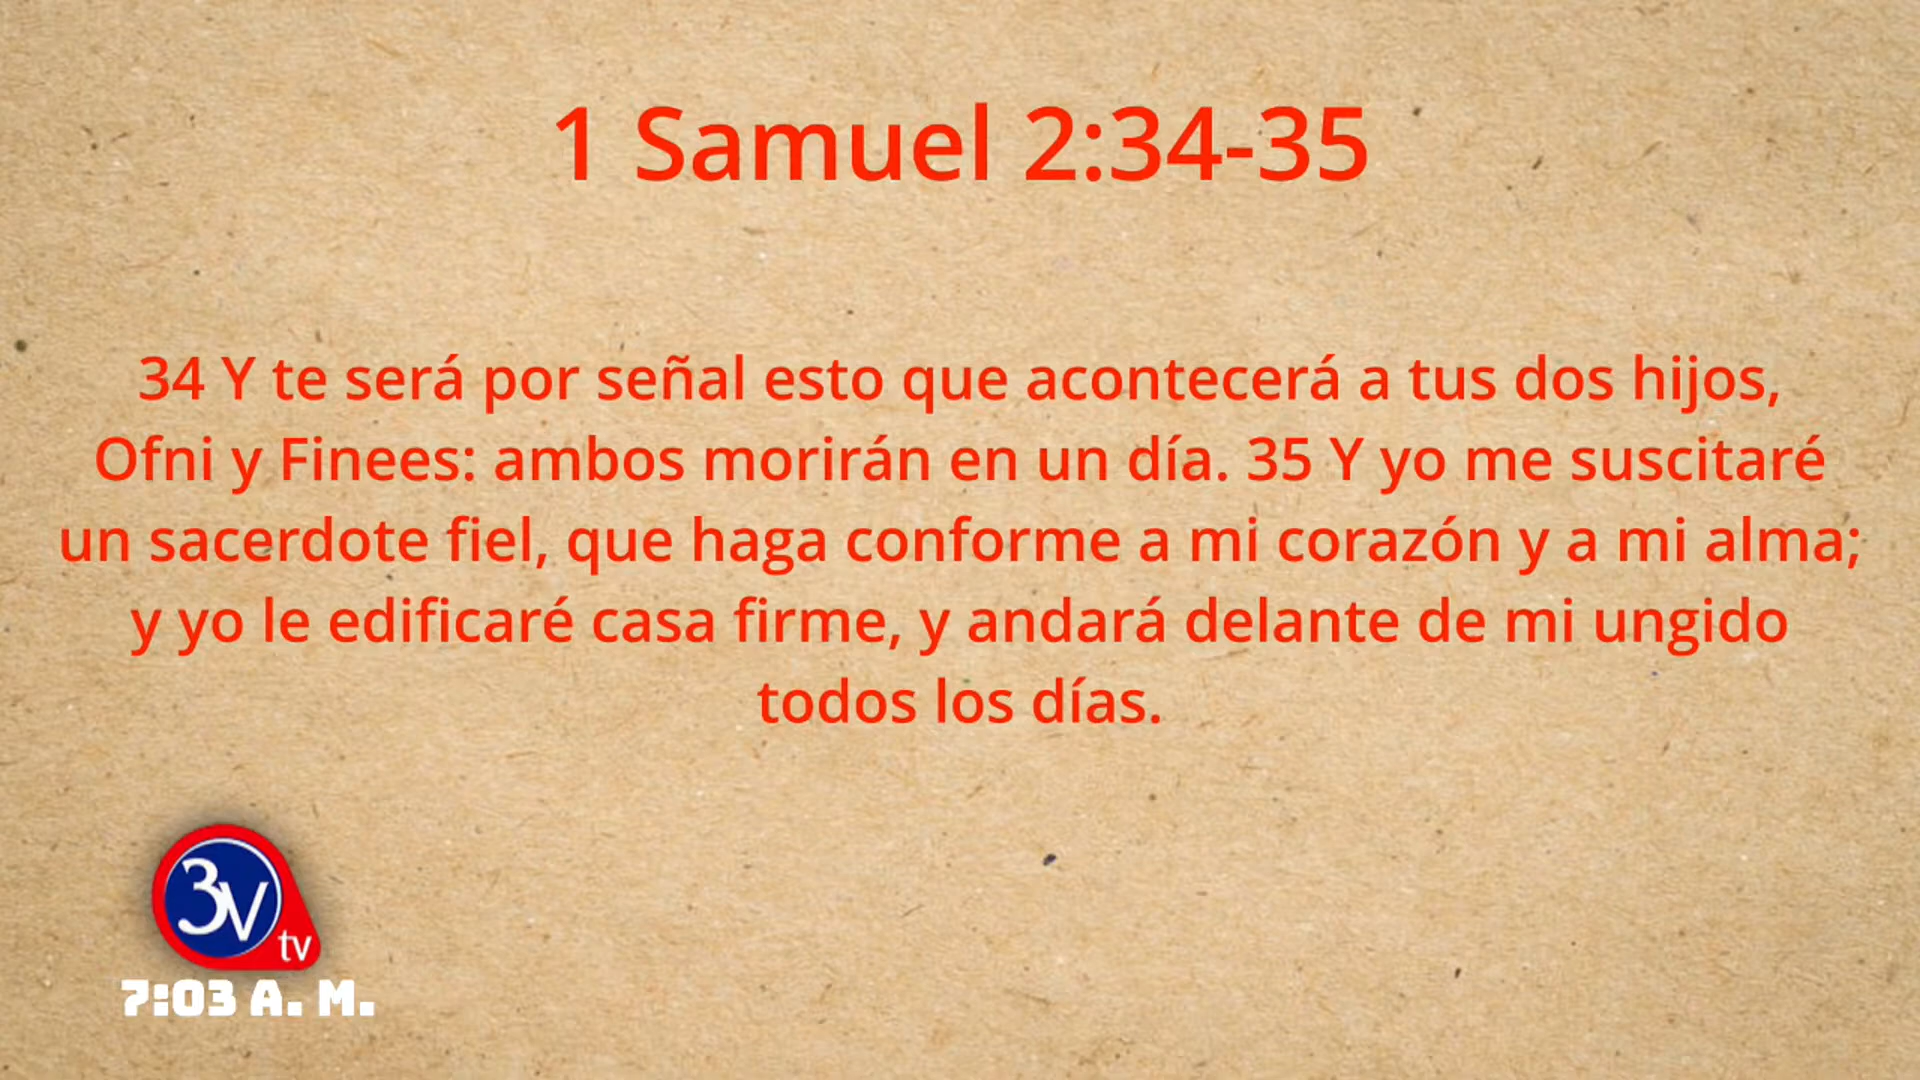 1 Samuel 2:34-35
34 Y te será por señal esto que acontecerá a tus dos hijos,
Ofni y Finees: ambos morirán en un día. 35 Y yo me suscitaré
un sacerdote fiel, que haga conforme a mi corazón y a mi alma;
y yo le edificaré casa firme, y andará delante de mi ungido
todos los días.
3V
tv
7:03 A. M.